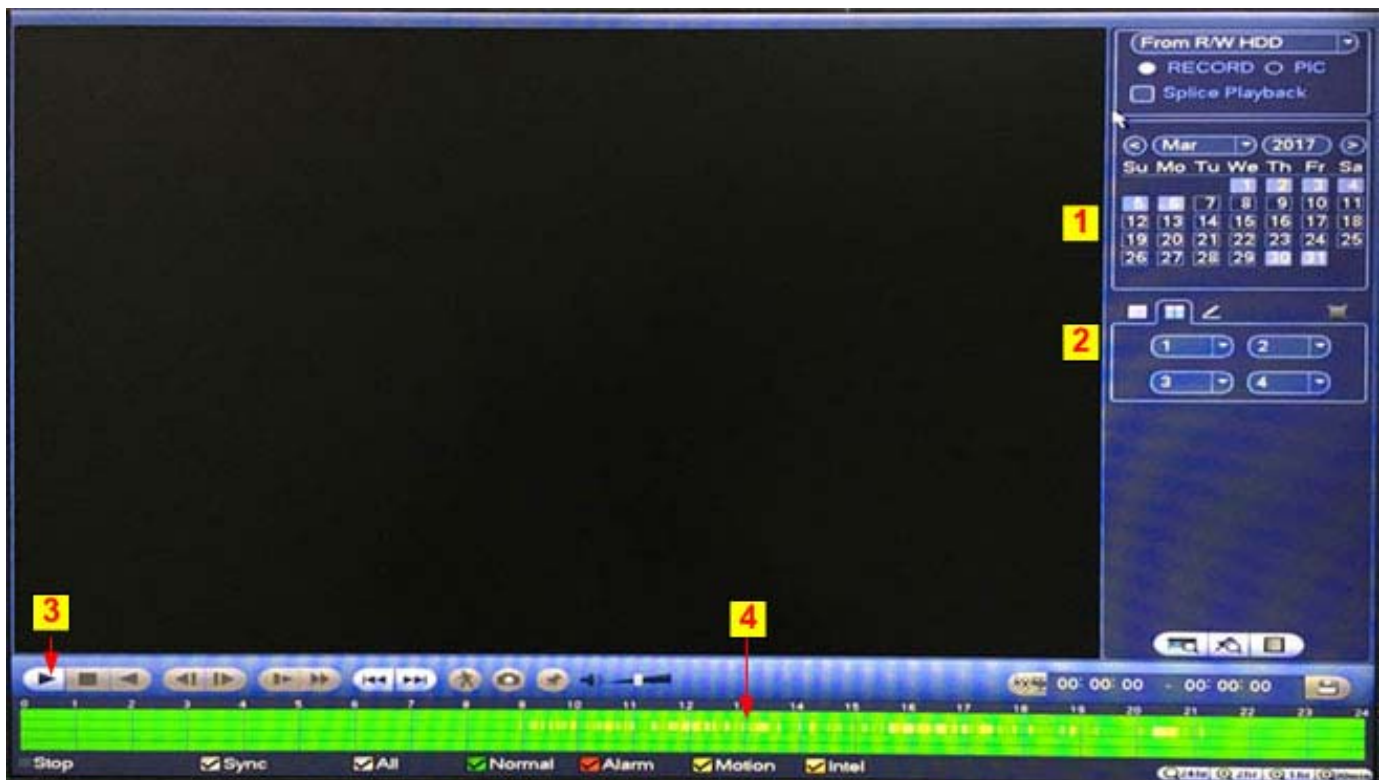 From R/W HDD
RECORD PIC
Splice Playback
Mar 2017
Su Mo Tu We Th Fr Sa
1 2 3 4
5 6 7 8 9 10 11
12 13 14 15 16 17 18
19 20 21 22 23 24 25
26 27 28 29 30 31
1
2
1 2
3 4
3
4
00:00:00 - 00:00:00
0 1 2 3 4 5 6 7 8 9 10 11 12 13 14 15 16 17 18 19 20 21 22 23 24
Stop Sync All Normal Alarm Motion Intel
24hr 2hr 1hr